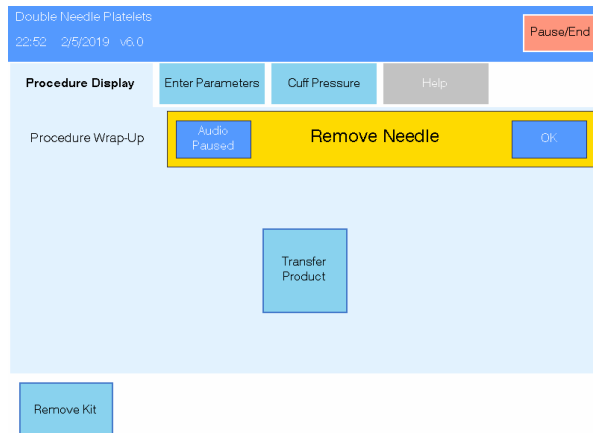 Double Needle Platelets
22:52 2/5/2019 v6.0
Pause/End
Procedure Display
Enter Parameters
Cuff Pressure
Help
Procedure Wrap-Up
Audio
Paused
Remove Needle
OK
Transfer
Product
Remove Kit